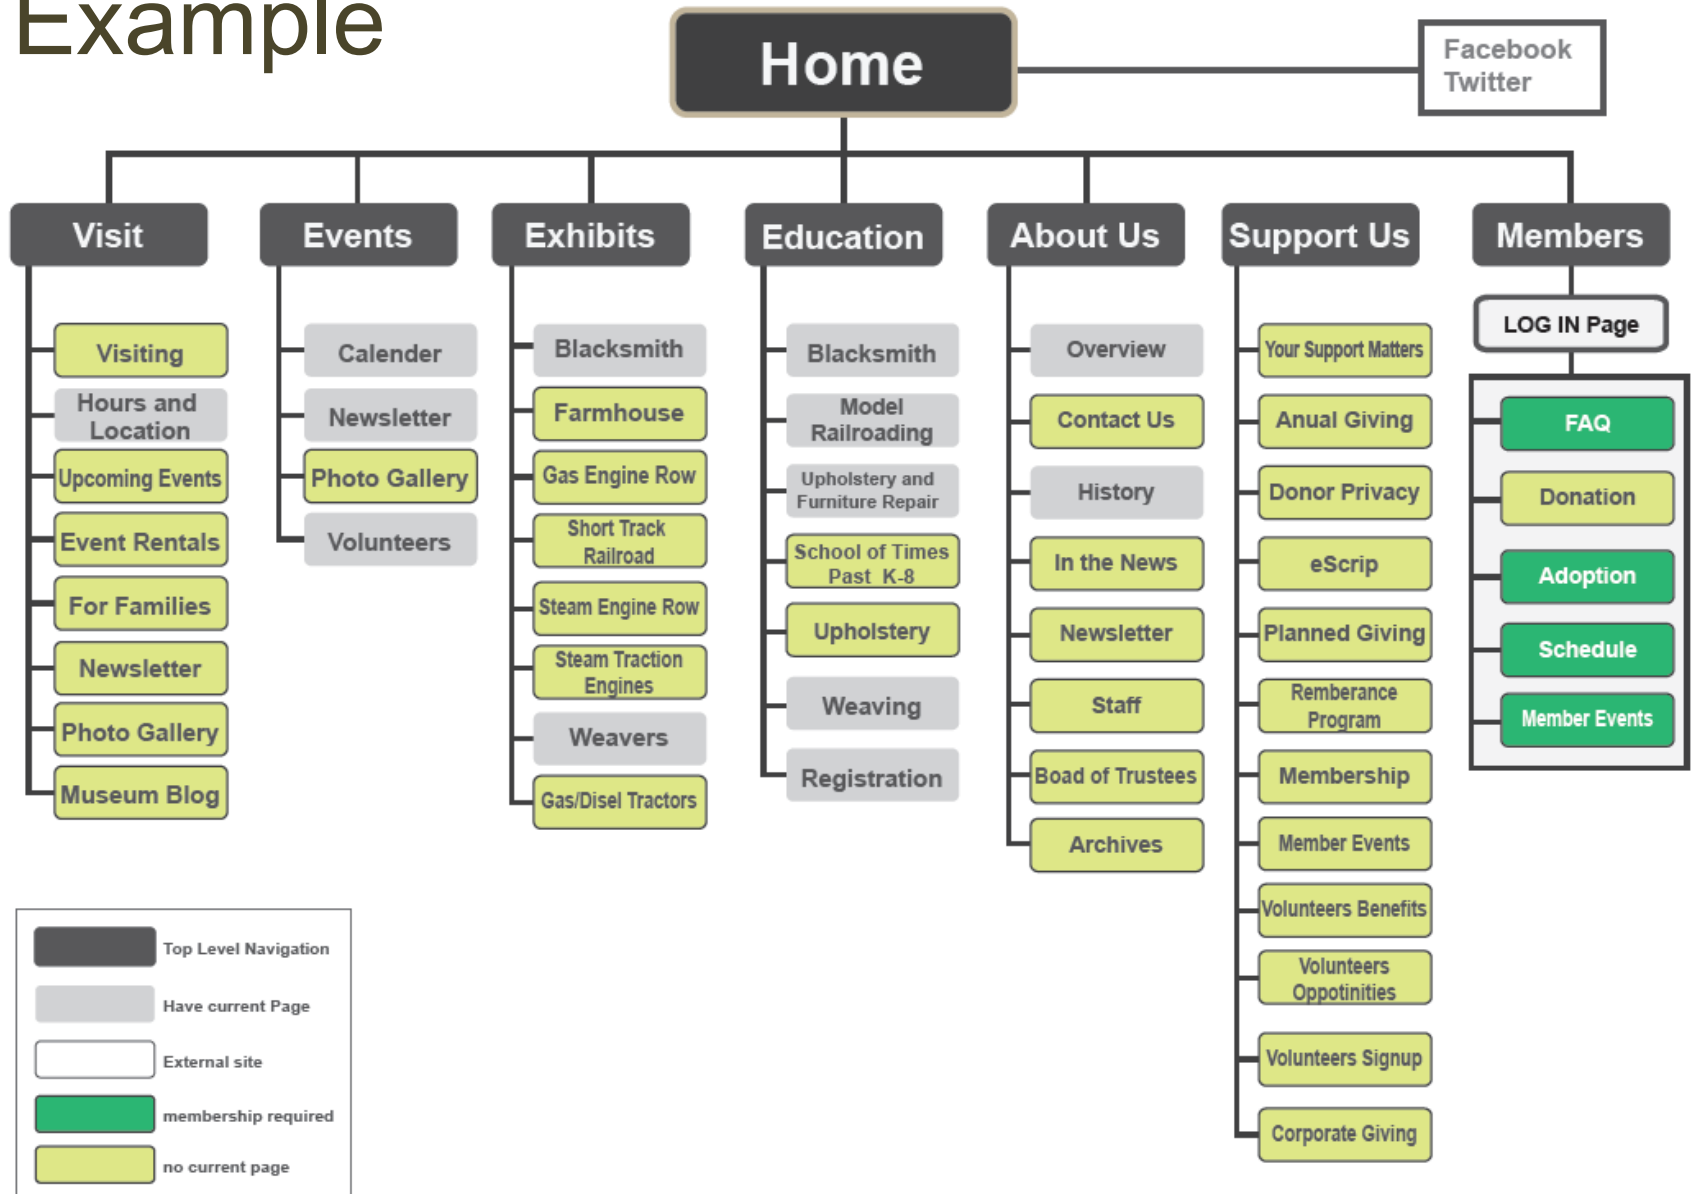 Example
Home
Facebook
Twitter
Visit
Visiting
Hours and
Location
Upcoming Events
Event Rentals
For Families
Newsletter
Photo Gallery
Museum Blog
Events
Calender
Newsletter
Photo Gallery
Volunteers
Exhibits
Blacksmith
Farmhouse
Gas Engine Row
Short Track
Railroad
Steam Engine Row
Steam Traction
Engines
Weavers
Gas/Disel Tractors
Education
Blacksmith
Model
Railroading
Upholstery and
Furniture Repair
School of Times
Past K-8
Upholstery
Weaving
Registration
About Us
Overview
Contact Us
History
In the News
Newsletter
Staff
Boad of Trustees
Archives
Support Us
Your Support Matters
Anual Giving
Donor Privacy
eScrip
Planned Giving
Remberance
Program
Membership
Member Events
Volunteers Benefits
Volunteers
Oppotinities
Volunteers Signup
Corporate Giving
Members
LOG IN Page
FAQ
Donation
Adoption
Schedule
Member Events
Top Level Navigation
Have current Page
External site
membership required
no current page